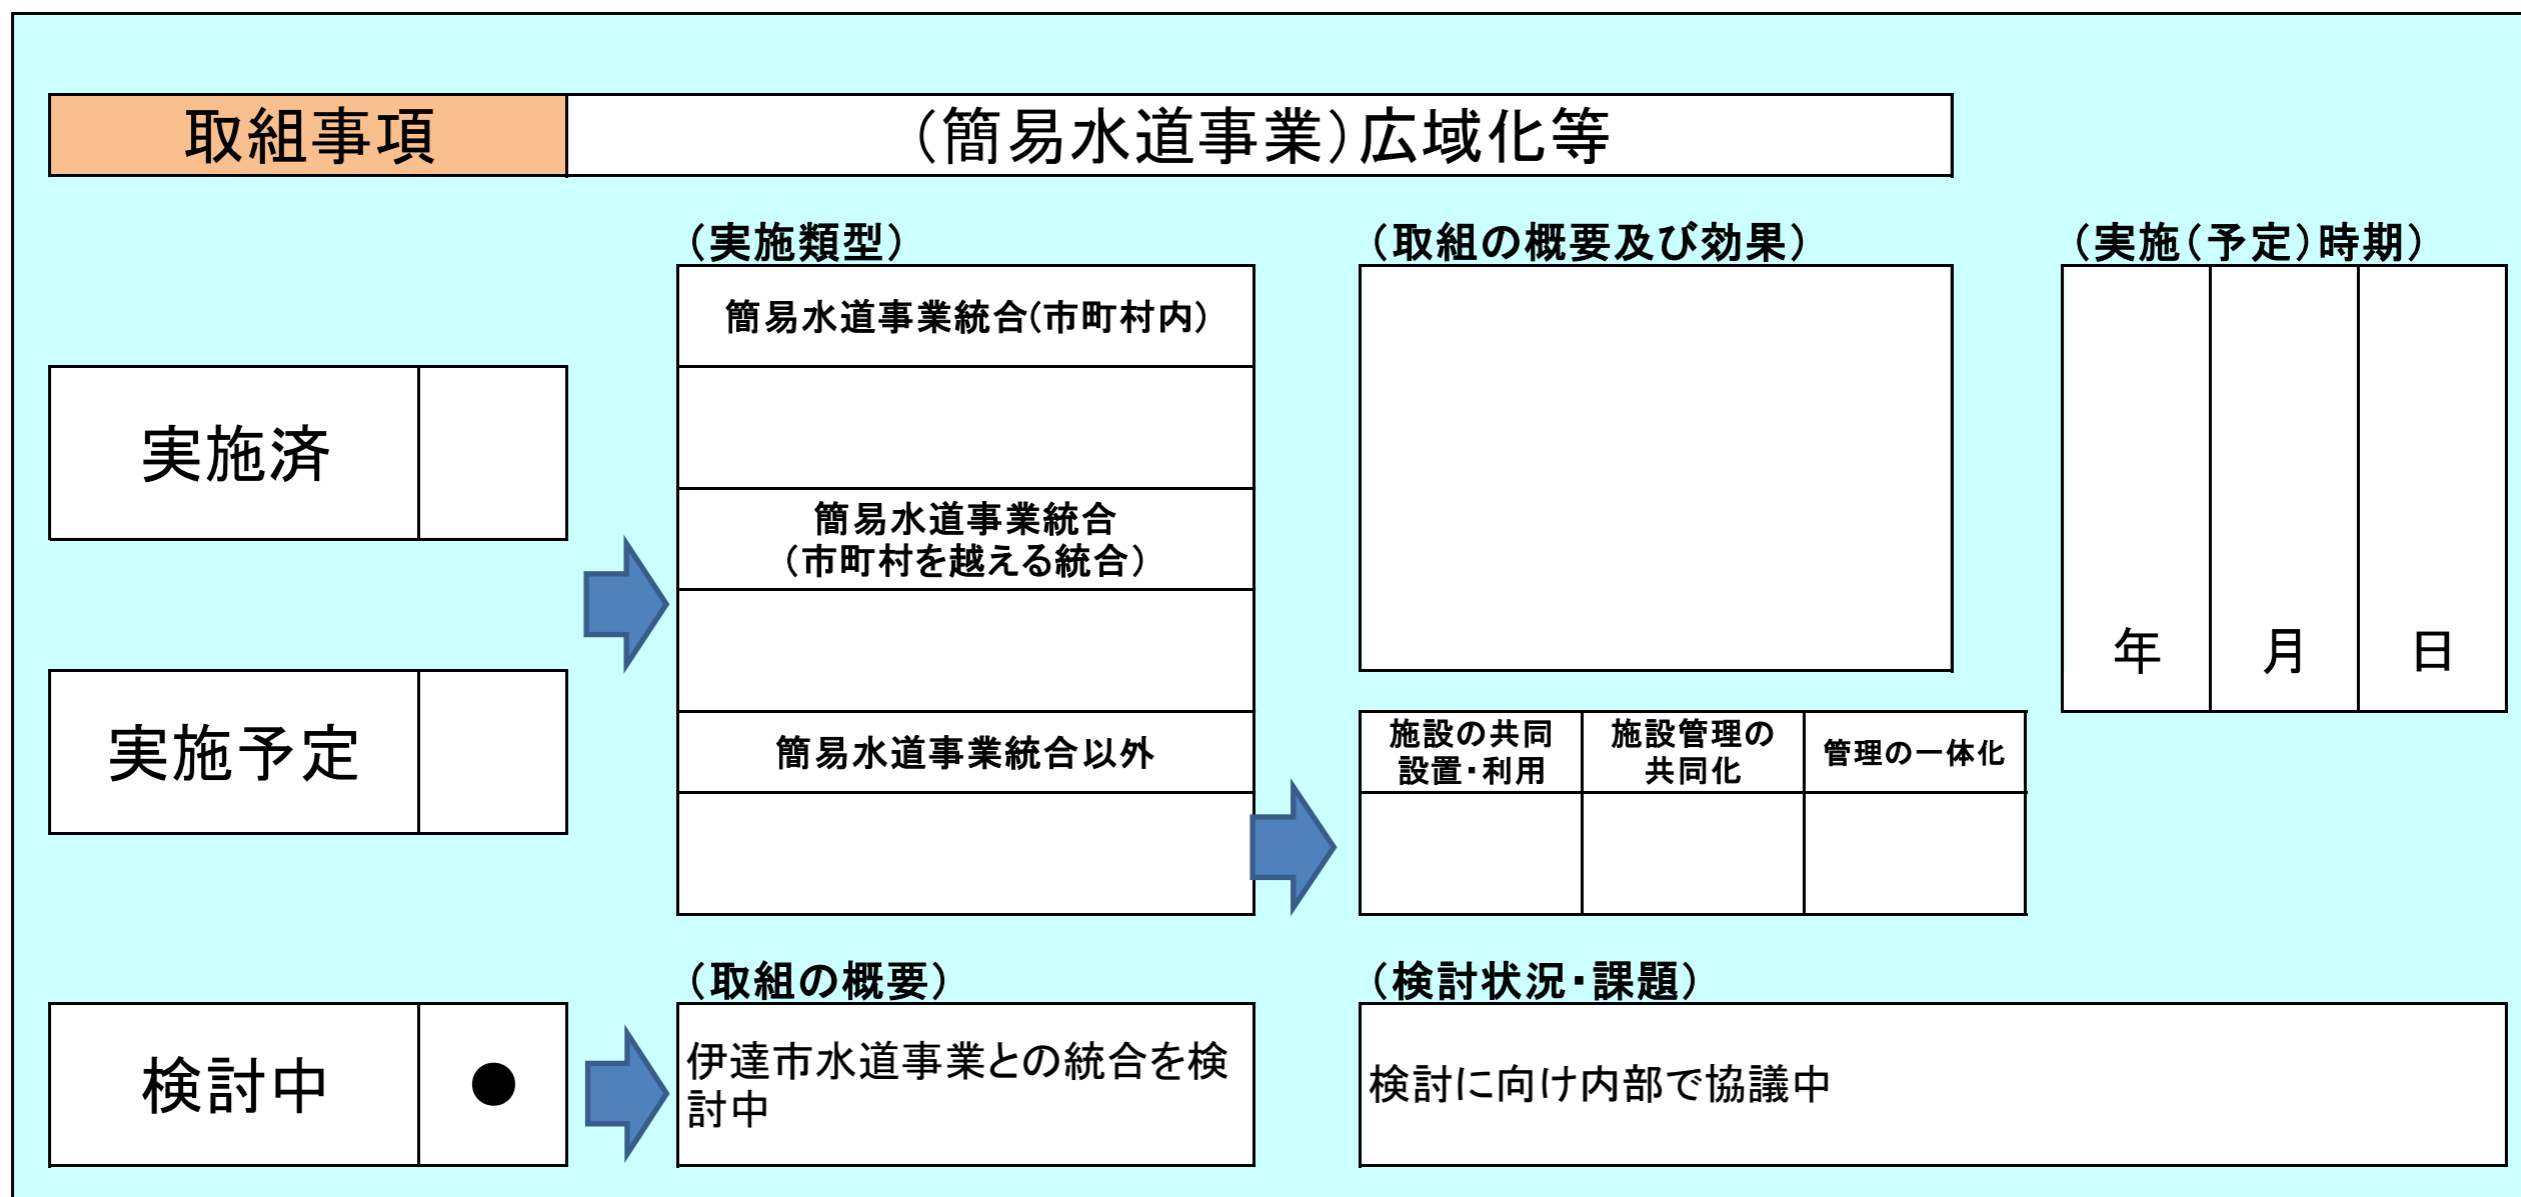 取組事項
（簡易水道事業）広域化等
（実施類型）
（取組の概要及び効果）
（実施（予定）時期）
簡易水道事業統合（市町村内）
実施済
簡易水道事業統合
（市町村を越える統合）
年
月
日
実施予定
簡易水道事業統合以外
施設の共同
設置・利用
施設管理の
共同化
管理の一体化
（取組の概要）
（検討状況・課題）
検討中
●
伊達市水道事業との統合を検
討中
検討に向け内部で協議中